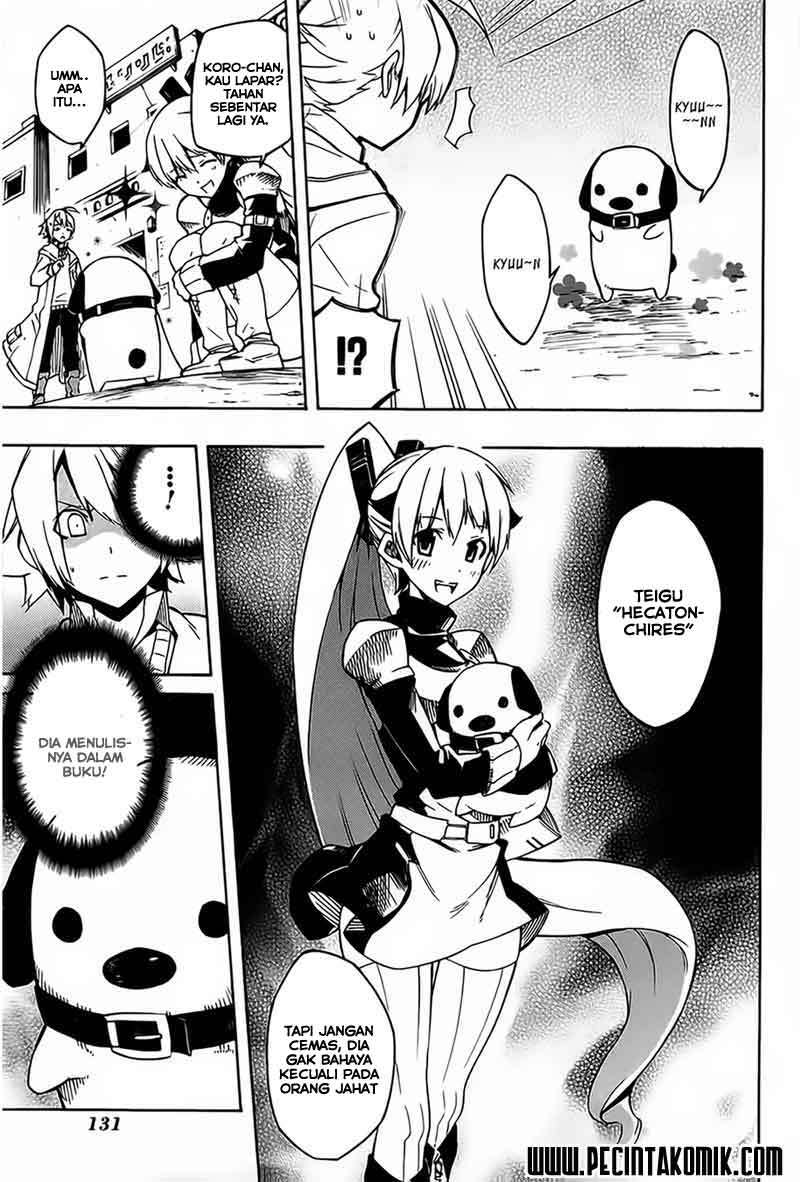 KYUU~~
~~NN
KYUU~N
!?
KORO-CHAN,
KAU LAPAR?
TAHAN
SEBENTAR
LAGI YA.
UMM..
APA
ITU...
TEIGU
"HECATON-
CHIRES"
TAPI JANGAN
CEMAS, DIA
GAK BAHAYA
KECUALI PADA
ORANG JAHAT
...!
DIA MENULIS-
NYA DALAM
BUKU!
131
WWW.PECINTAKOMIK.COM